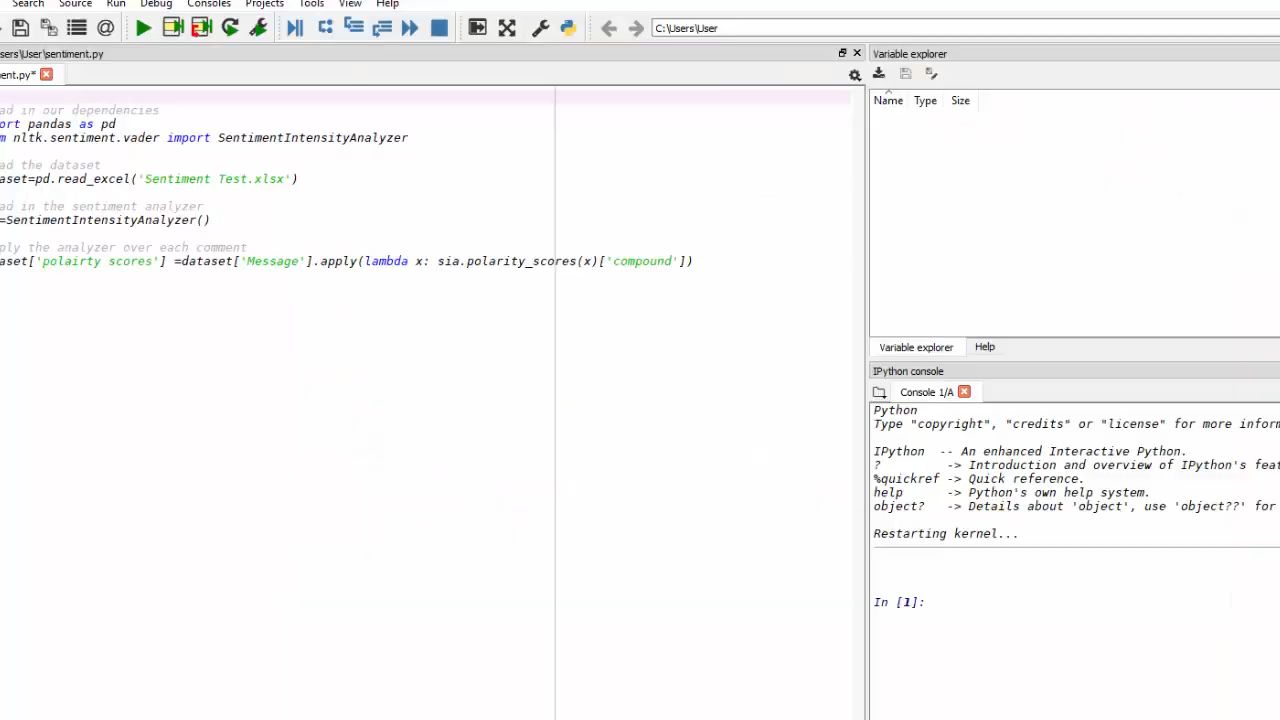 Search Source Run Debug Consoles Projects Tools View Help
C:\Users\User
sers\User\sentiment.py
Variable explorer
ent.py*
Name Type Size
ad in our dependencies
ort pandas as pd
m nltk.sentiment.vader import SentimentIntensityAnalyzer
ad the dataset
aset=pd.read_excel('Sentiment Test.xlsx')
ad in the sentiment analyzer
=SentimentIntensityAnalyzer()
ply the analyzer over each comment
aset['polairty scores'] =dataset['Message'].apply(lambda x: sia.polarity_scores(x)['compound'])
Variable explorer Help
IPython console
Console 1/A
Python
Type "copyright", "credits" or "license" for more inform
IPython -- An enhanced Interactive Python.
? -> Introduction and overview of IPython's feat
%quickref -> Quick reference.
help -> Python's own help system.
object? -> Details about 'object', use 'object??' for
Restarting kernel...
In [1]: